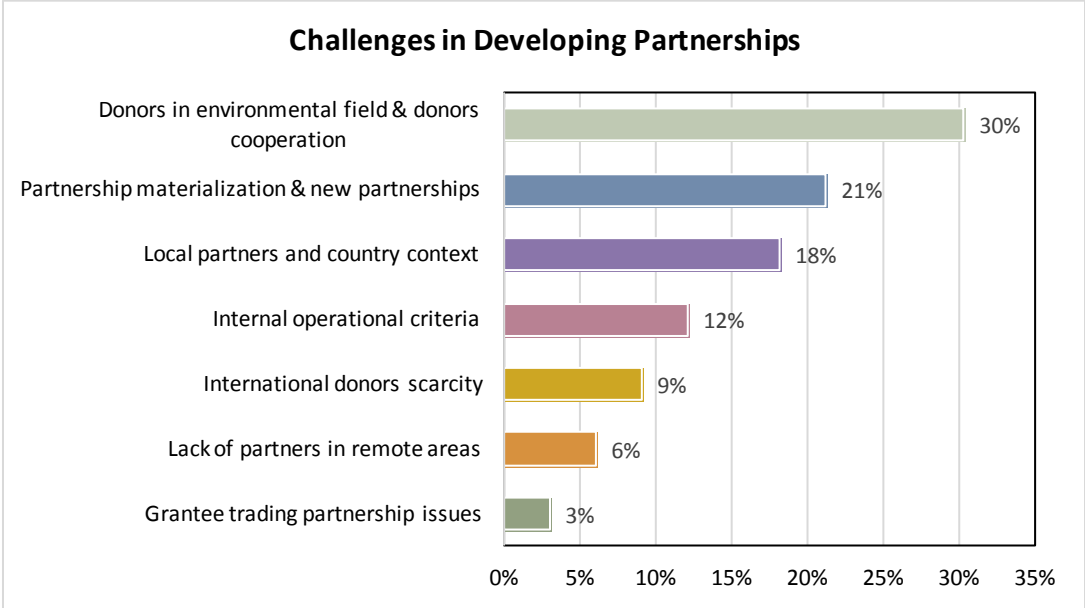 Challenges in Developing Partnerships
Donors in environmental field & donors
cooperation
30%
Partnership materialization & new partnerships
21%
Local partners and country context
18%
Internal operational criteria
12%
International donors scarcity
9%
Lack of partners in remote areas
6%
Grantee trading partnership issues
3%
0% 5% 10% 15% 20% 25% 30% 35%